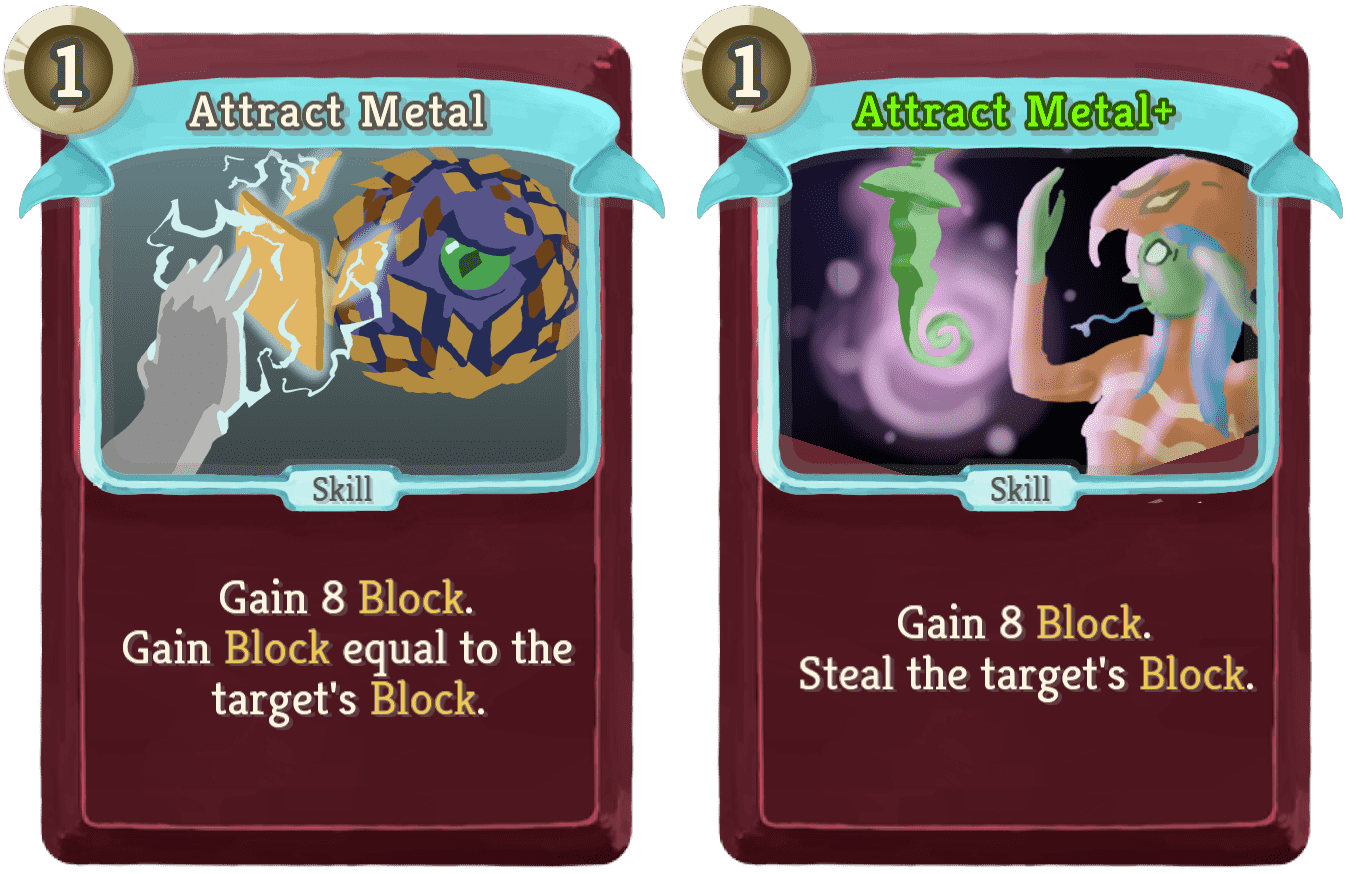 1
Attract Metal
Skill
Gain 8 Block.
Gain Block equal to the
target's Block.
1
Attract Metal+
Skill
Gain 8 Block.
Steal the target's Block.